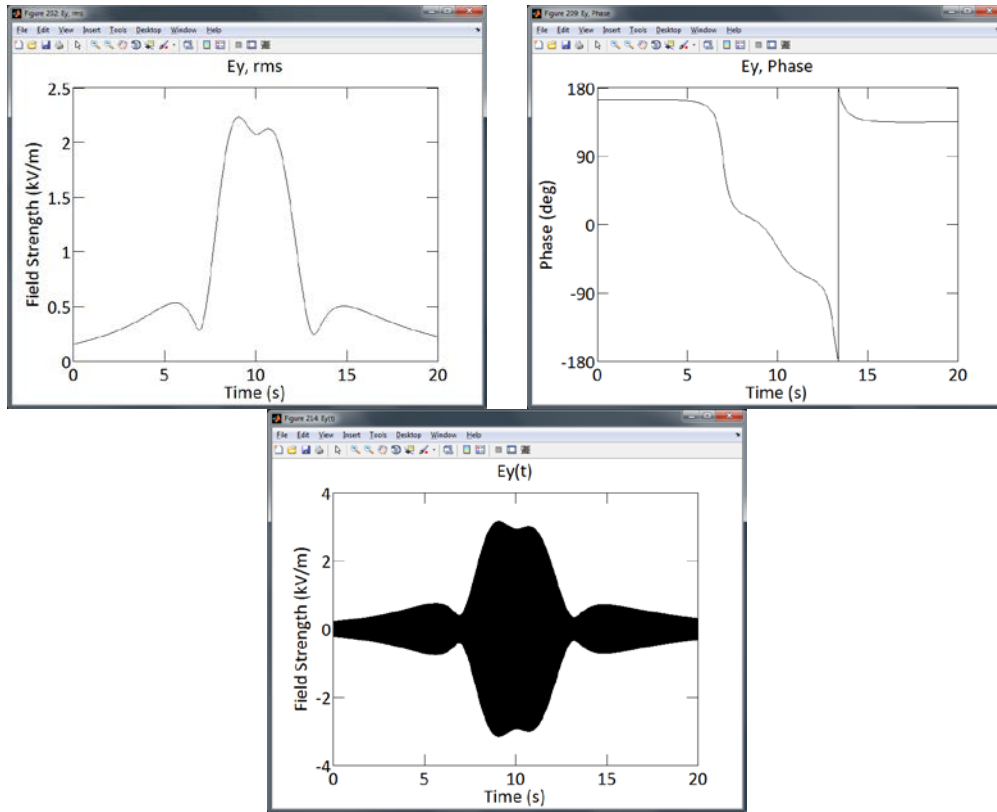 Figure 202: Ey, rms
File Edit View Insert Tools Desktop Window Help
Ey, rms
2.5
2
1.5
1
0.5
0
Field Strength (kV/m)
0 5 10 15 20
Time (s)
Figure 209: Ey, Phase
File Edit View Insert Tools Desktop Window Help
Ey, Phase
180
90
0
-90
-180
Phase (deg)
0 5 10 15 20
Time (s)
Figure 214: Ey(t)
File Edit View Insert Tools Desktop Window Help
Ey(t)
4
2
0
-2
-4
Field Strength (kV/m)
0 5 10 15 20
Time (s)